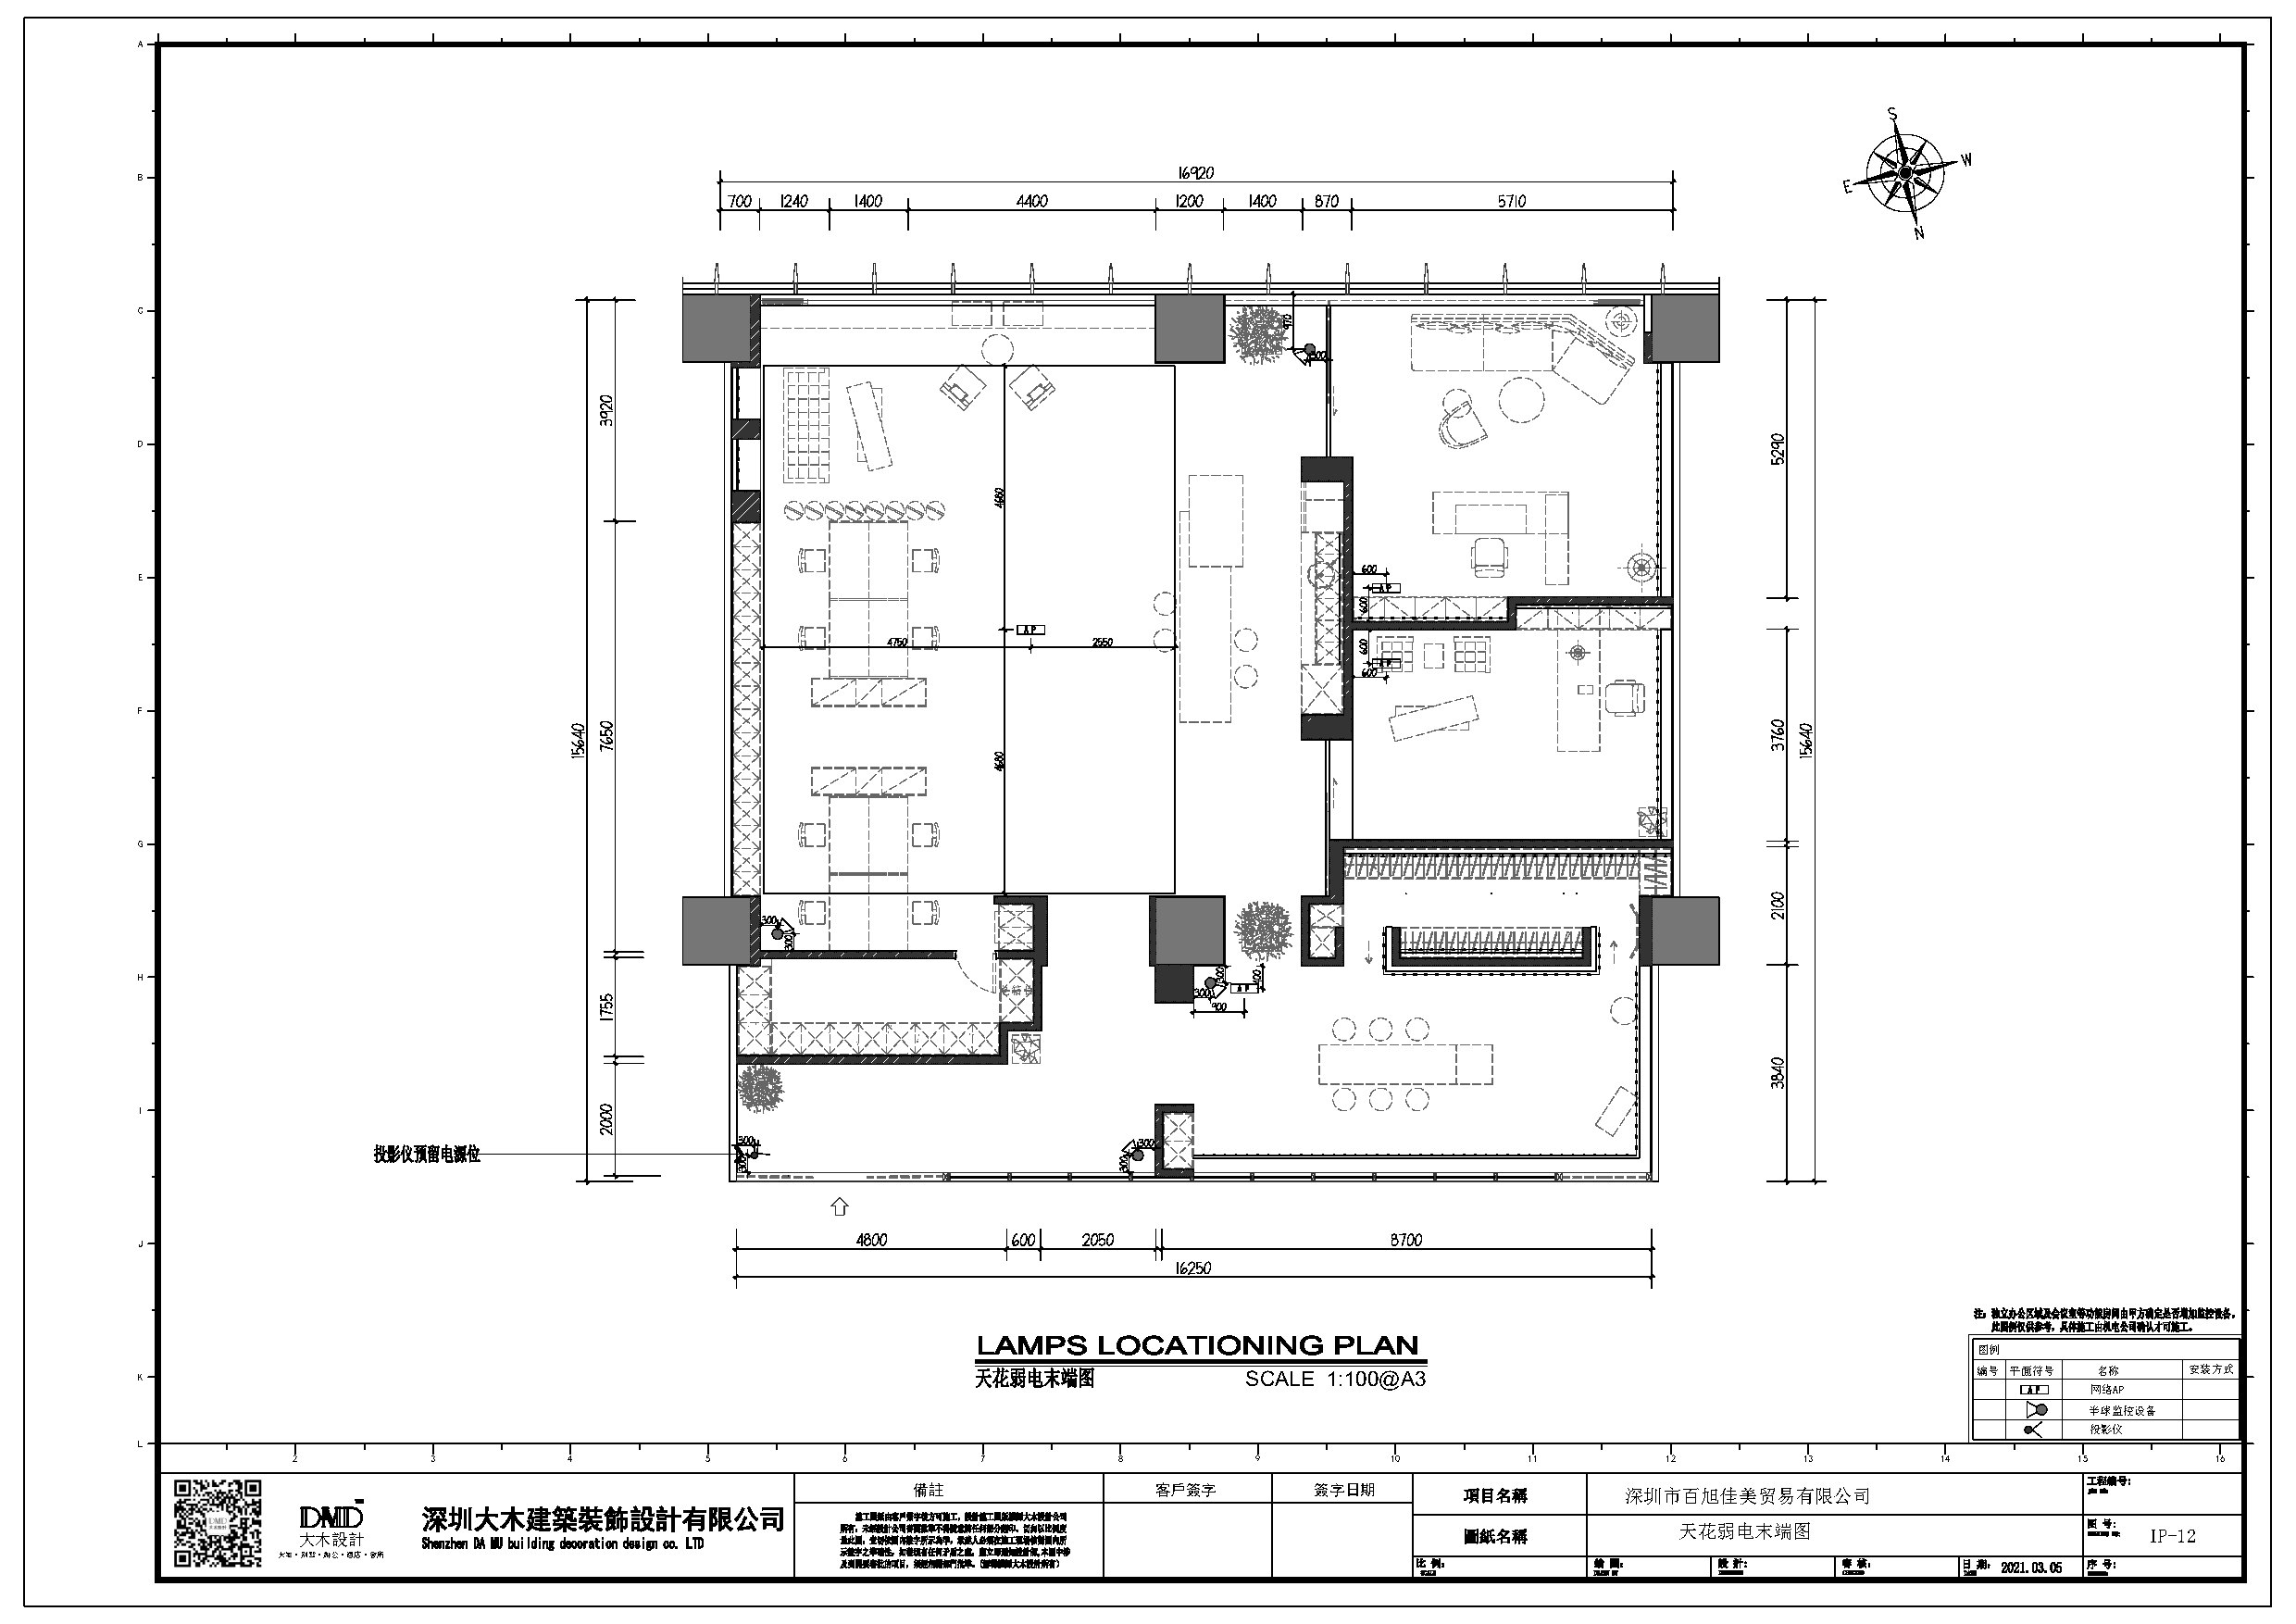 S
W
E
N
16920
700 1240 1400 4400 1200 1400 870 5710
970
300
3920
7650
15640
1755
2000
5290
3760
15640
2100
3840
4680
4750 2550
4680
AP
600
AP
600
600
AP
600
300
300
300
300
AP
400
900
300
300
300
300
投影仪预留电源位
4800 600 2050 8700
16250
LAMPS LOCATIONING PLAN
天花弱电末端图 SCALE 1:100@A3
注：独立办公区域及会议室等功能房间由甲方确定是否增加监控设备，
此图例仅供参考，具体施工由机电公司确认才可施工。
图例
编号 平面符号 名称 安装方式
AP 网络AP
半球监控设备
投影仪
A
B
C
D
E
F
G
H
I
J
K
L
2 3 4 5 6 7 8 9 10 11 12 13 14 15 16
DMD
大木設計
深圳大木建築裝飾設計有限公司
Shenzhen DA MU building decoration design co. LTD
備註
客戶簽字
簽字日期
項目名稱
深圳市百旭佳美贸易有限公司
圖紙名稱
天花弱电末端图
工程编号:
图 号:
IP-12
比 例:
繪 圖:
設 計:
審 核:
日 期: 2021.03.05
序 号: